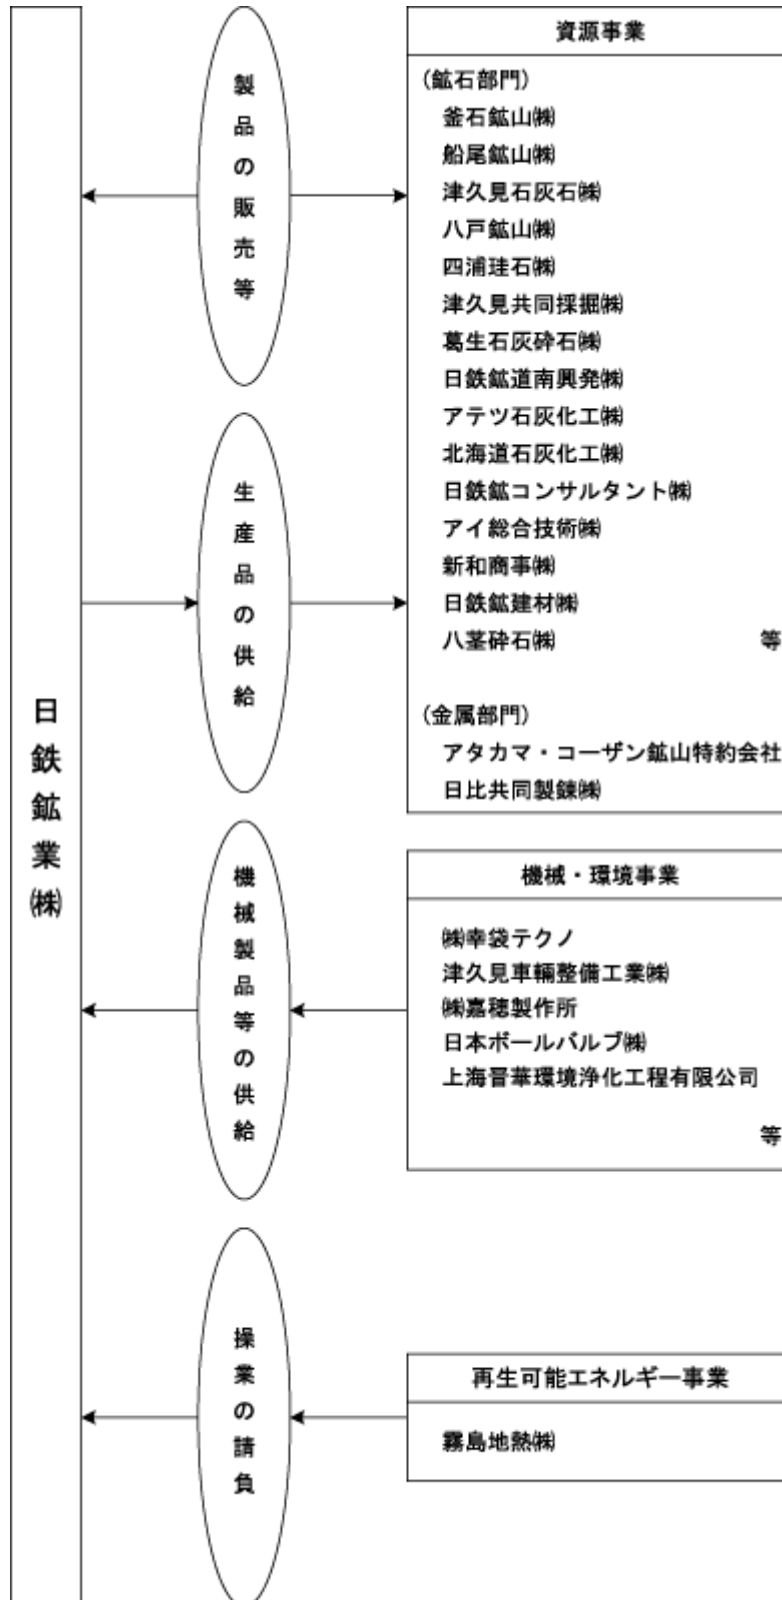 日鉄鉱業㈱
製品の販売等
生産品の供給
機械製品等の供給
操業の請負
資源事業
(鉱石部門)
釜石鉱山㈱
船尾鉱山㈱
津久見石灰石㈱
八戸鉱山㈱
四浦珪石㈱
津久見共同採掘㈱
葛生石灰砕石㈱
日鉄鉱道南興発㈱
アテツ石灰化工㈱
北海道石灰化工㈱
日鉄鉱コンサルタント㈱
アイ総合技術㈱
新和商事㈱
日鉄鉱建材㈱
八茎砕石㈱ 等
(金属部門)
アタカマ・コーザン鉱山特約会社
日比共同製錬㈱
機械・環境事業
㈱幸袋テクノ
津久見車輌整備工業㈱
㈱嘉穂製作所
日本ボールバルブ㈱
上海晋華環境浄化工程有限公司
等
再生可能エネルギー事業
霧島地熱㈱